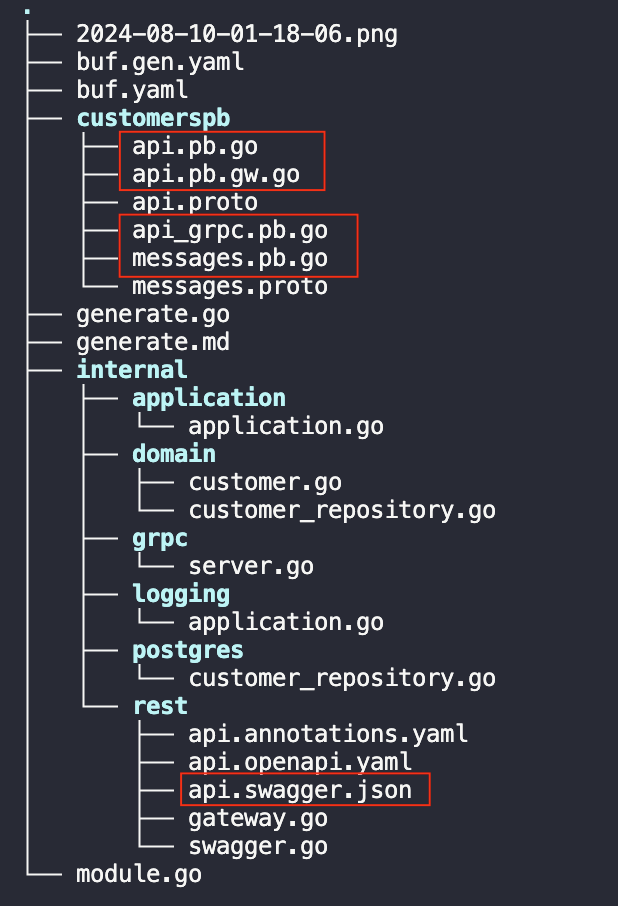 .
├── 2024-08-10-01-18-06.png
├── buf.gen.yaml
├── buf.yaml
├── customerspb
│   ├── api.pb.go
│   ├── api.pb.gw.go
│   ├── api.proto
│   ├── api_grpc.pb.go
│   ├── messages.pb.go
│   └── messages.proto
├── generate.go
├── generate.md
├── internal
│   ├── application
│   │   └── application.go
│   ├── domain
│   │   ├── customer.go
│   │   └── customer_repository.go
│   ├── grpc
│   │   └── server.go
│   ├── logging
│   │   └── application.go
│   ├── postgres
│   │   └── customer_repository.go
│   └── rest
│       ├── api.annotations.yaml
│       ├── api.openapi.yaml
│       ├── api.swagger.json
│       ├── gateway.go
│       └── swagger.go
└── module.go